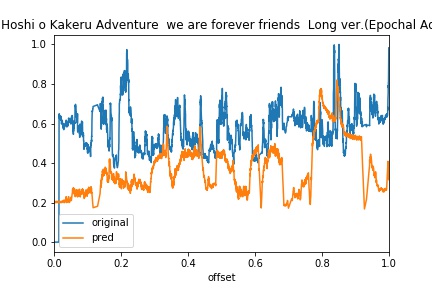 Hoshi o Kakeru Adventure  we are forever friends  Long ver.(Epochal
1.0
0.8
0.6
0.4
0.2
0.0
original
pred
0.0 0.2 0.4 0.6 0.8 1.0
offset